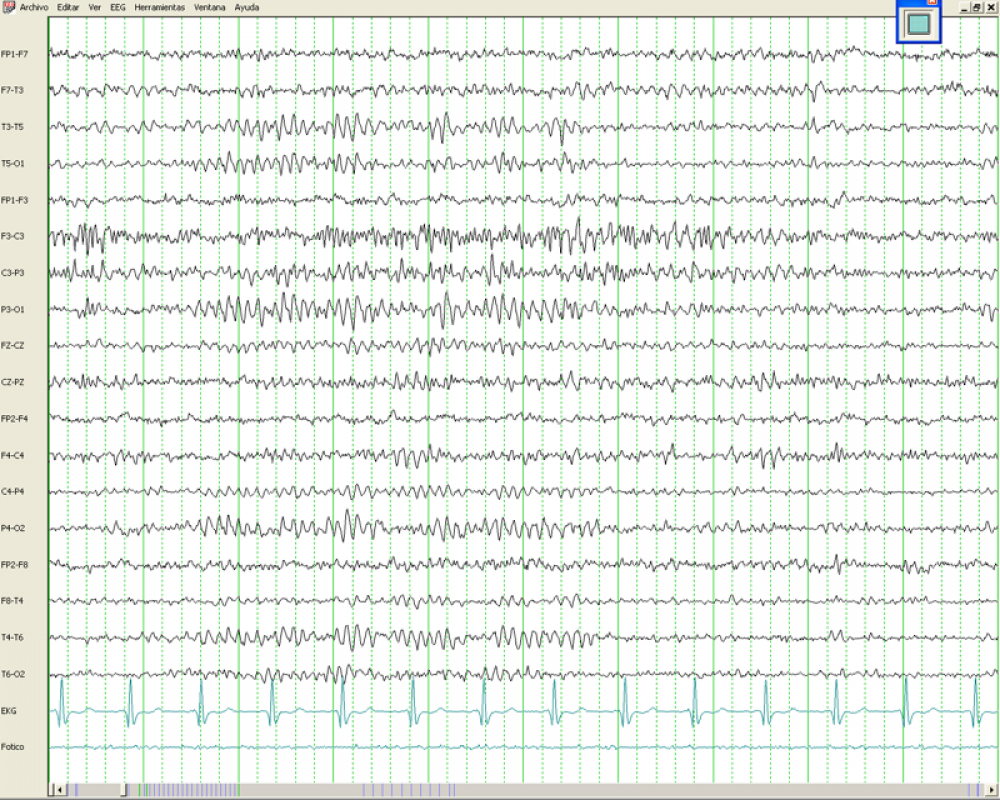 Archivo Editar Ver EEG Herramientas Ventana Ayuda
FP1-F7
F7-T3
T3-T5
T5-O1
FP1-F3
F3-C3
C3-P3
P3-O1
FZ-CZ
CZ-PZ
FP2-F4
F4-C4
C4-P4
P4-O2
FP2-F8
F8-T4
T4-T6
T6-O2
EKG
Fotico